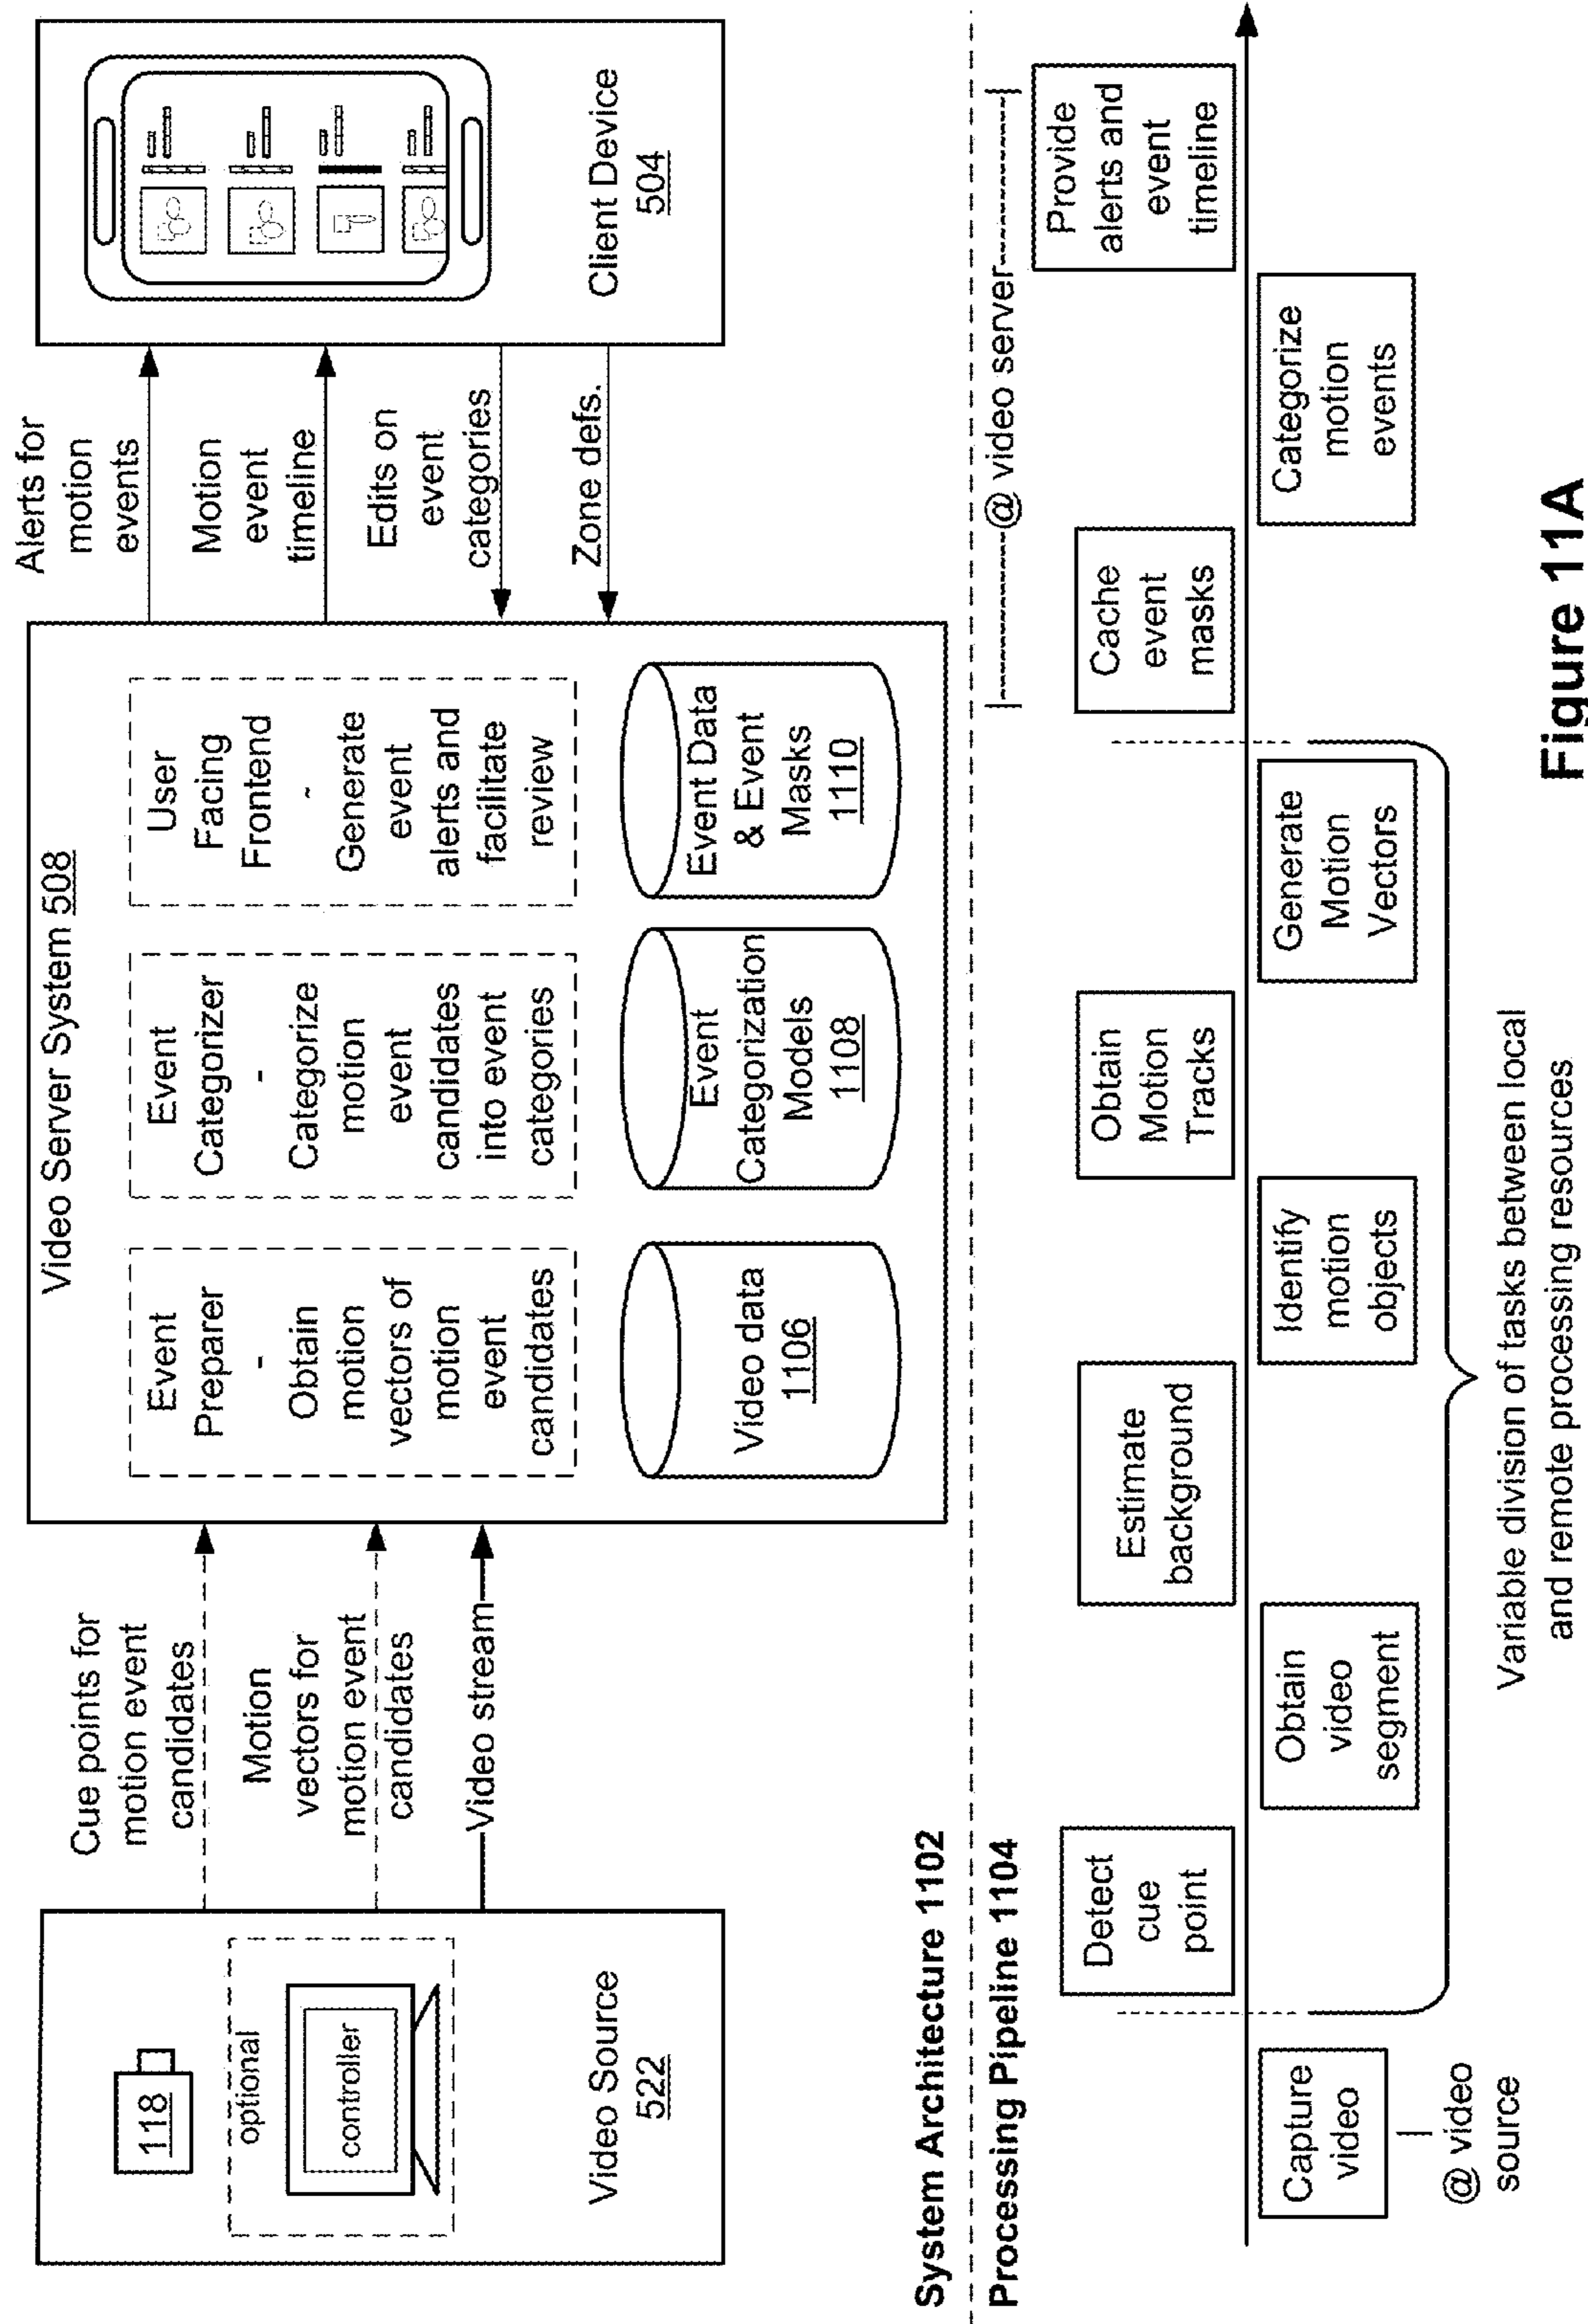 118
optional
controller
Video Source
522
Cue points for
motion event
candidates
Motion
vectors for
motion event
candidates
Video stream
Video Server System 508
Event
Preparer
-
Obtain
motion
vectors of
motion
event
candidates
Event
Categorizer
-
Categorize
motion
event
candidates
into event
categories
User
Facing
Frontend
~
Generate
event
alerts and
facilitate
review
Video data
1106
Event
Categorization
Models
1108
Event Data
& Event
Masks
1110
Alerts for
motion
events
Motion
event
timeline
Edits on
event
categories
Zone defs.
Client Device
504
System Architecture 1102
Processing Pipeline 1104
@ video server
Capture
video
@ video
source
Detect
cue
point
Obtain
video
segment
Estimate
background
Identify
motion
objects
Obtain
Motion
Tracks
Generate
Motion
Vectors
Cache
event
masks
Categorize
motion
events
Provide
alerts and
event
timeline
Variable division of tasks between local
and remote processing resources
Figure 11A